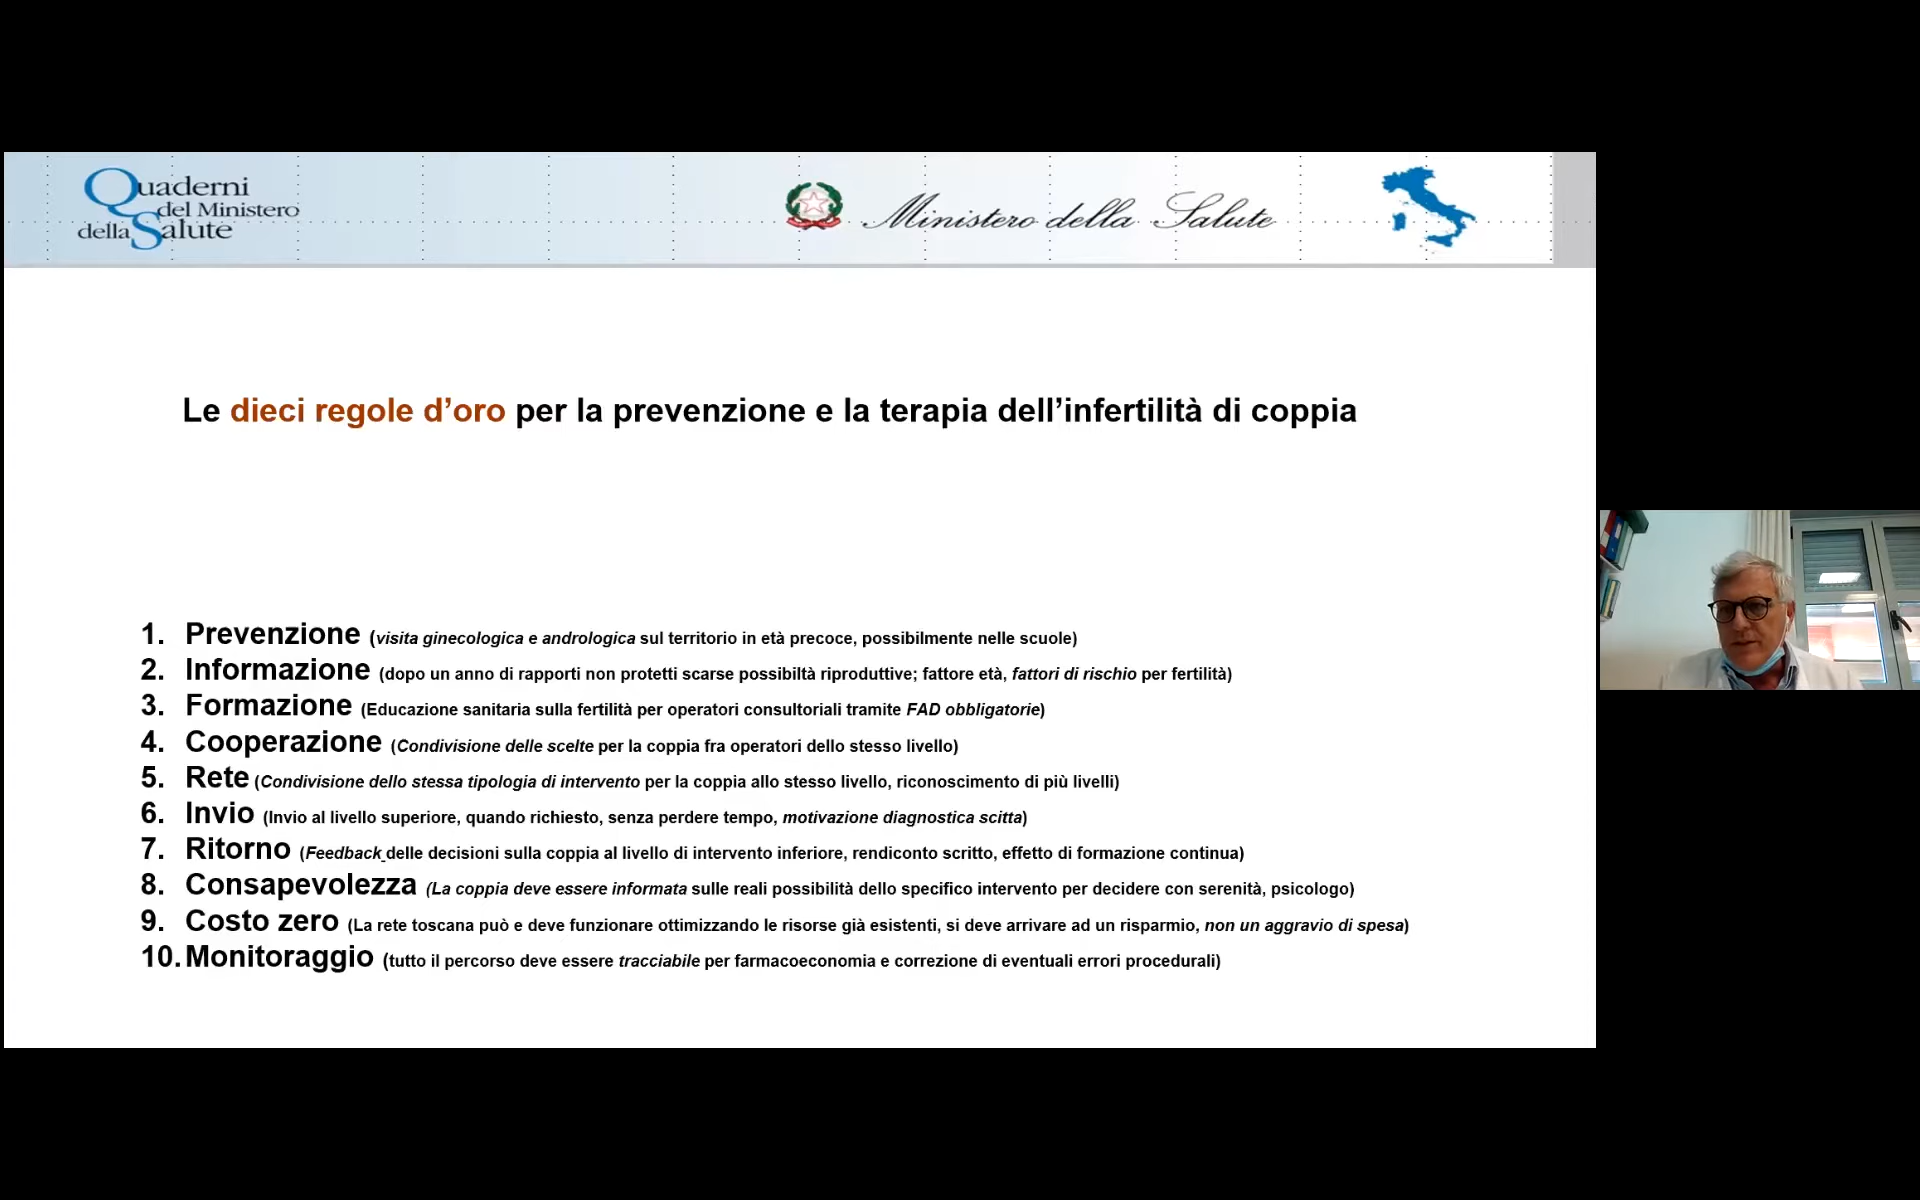 Quaderni
del Ministero
della Salute
Ministero della Salute
Le dieci regole d’oro per la prevenzione e la terapia dell’infertilità di coppia
1. Prevenzione (visita ginecologica e andrologica sul territorio in età precoce, possibilmente nelle scuole)
2. Informazione (dopo un anno di rapporti non protetti scarse possibiltà riproduttive; fattore età, fattori di rischio per fertilità)
3. Formazione (Educazione sanitaria sulla fertilità per operatori consultoriali tramite FAD obbligatorie)
4. Cooperazione (Condivisione delle scelte per la coppia fra operatori dello stesso livello)
5. Rete (Condivisione dello stessa tipologia di intervento per la coppia allo stesso livello, riconoscimento di più livelli)
6. Invio (Invio al livello superiore, quando richiesto, senza perdere tempo, motivazione diagnostica scitta)
7. Ritorno (Feedback delle decisioni sulla coppia al livello di intervento inferiore, rendiconto scritto, effetto di formazione continua)
8. Consapevolezza (La coppia deve essere informata sulle reali possibilità dello specifico intervento per decidere con serenità, psicologo)
9. Costo zero (La rete toscana può e deve funzionare ottimizzando le risorse già esistenti, si deve arrivare ad un risparmio, non un aggravio di spesa)
10. Monitoraggio (tutto il percorso deve essere tracciabile per farmacoeconomia e correzione di eventuali errori procedurali)